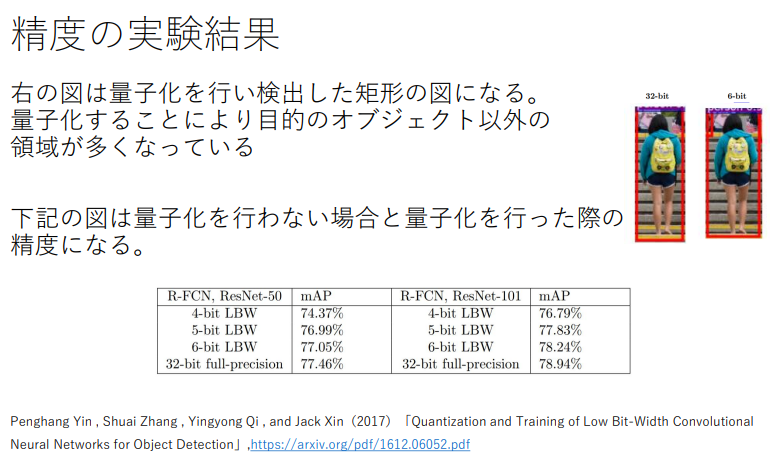 精度の実験結果
右の図は量子化を行い検出した矩形の図になる。
量子化することにより目的のオブジェクト以外の
領域が多くなっている
32-bit
6-bit
下記の図は量子化を行わない場合と量子化を行った際の
精度になる。
R-FCN, ResNet-50 mAP R-FCN, ResNet-101 mAP
4-bit LBW 74.37% 4-bit LBW 76.79%
5-bit LBW 76.99% 5-bit LBW 77.83%
6-bit LBW 77.05% 6-bit LBW 78.24%
32-bit full-precision 77.46% 32-bit full-precision 78.94%
Penghang Yin , Shuai Zhang , Yingyong Qi , and Jack Xin（2017）「Quantization and Training of Low Bit-Width Convolutional
Neural Networks for Object Detection」,https://arxiv.org/pdf/1612.06052.pdf